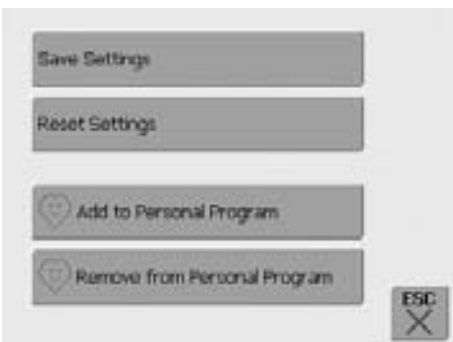 Save Settings
Reset Settings
Add to Personal Program
Remove from Personal Program
ESC